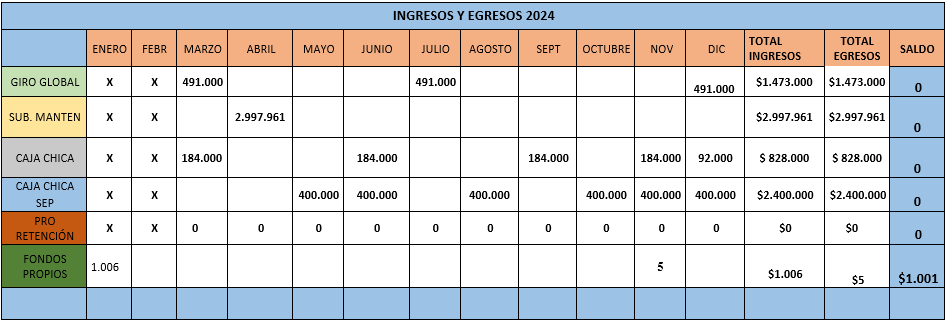 INGRESOS Y EGRESOS 2024
ENERO FEBR MARZO ABRIL MAYO JUNIO JULIO AGOSTO SEPT OCTUBRE NOV DIC TOTAL INGRESOS TOTAL EGRESOS SALDO
GIRO GLOBAL X X 491.000 491.000 491.000 $1.473.000 $1.473.000 0
SUB. MANTEN X X 2.997.961 $2.997.961 $2.997.961 0
CAJA CHICA X X 184.000 184.000 184.000 184.000 92.000 $ 828.000 $ 828.000 0
CAJA CHICA SEP X X 400.000 400.000 400.000 400.000 400.000 400.000 $2.400.000 $2.400.000 0
PRO RETENCIÓN X X 0 0 0 0 0 0 0 0 0 0 $0 $0 0
FONDOS PROPIOS 1.006 5 $1.006 $5 $1.001